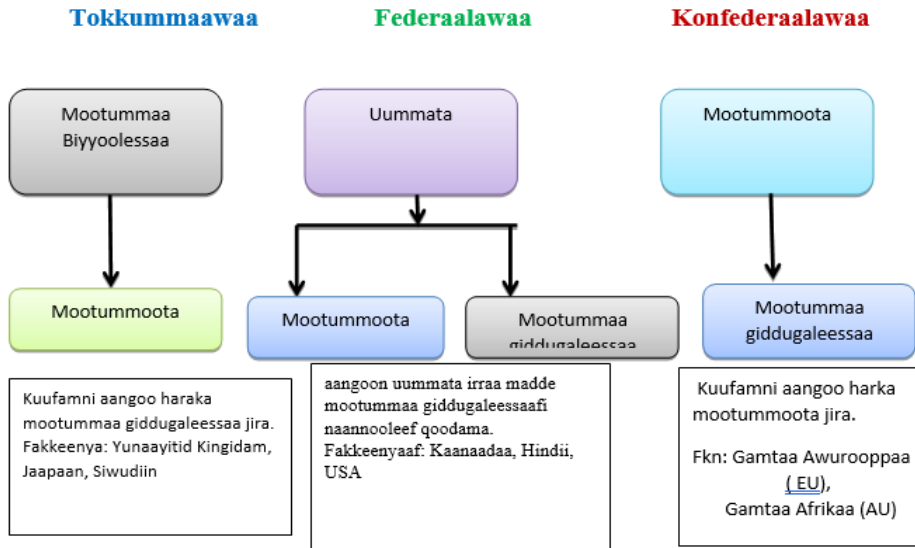 Tokkummaawaa
Federaalawaa
Konfederaalawaa
Mootummaa
Biyyoolessaa
Uummata
Mootummoota
Mootummoota
Mootummoota
Mootummaa
giddugaleessaa
Mootummaa
giddugaleessaa
Kuufamni aangoo haraka
mootummaa giddugaleessaa jira.
Fakkeenya: Yunaayitid Kingidam,
Jaapaan, Siwudiin
aangoon uummata irraa madde
mootummaa giddugaleessaafi
naannooleef qoodama.
Fakkeenyaaf: Kaanaadaa, Hindii,
USA
Kuufamni aangoo harka
mootummoota jira.
Fkn: Gamtaa Awurooppaa
( EU),
Gamtaa Afrikaa (AU)